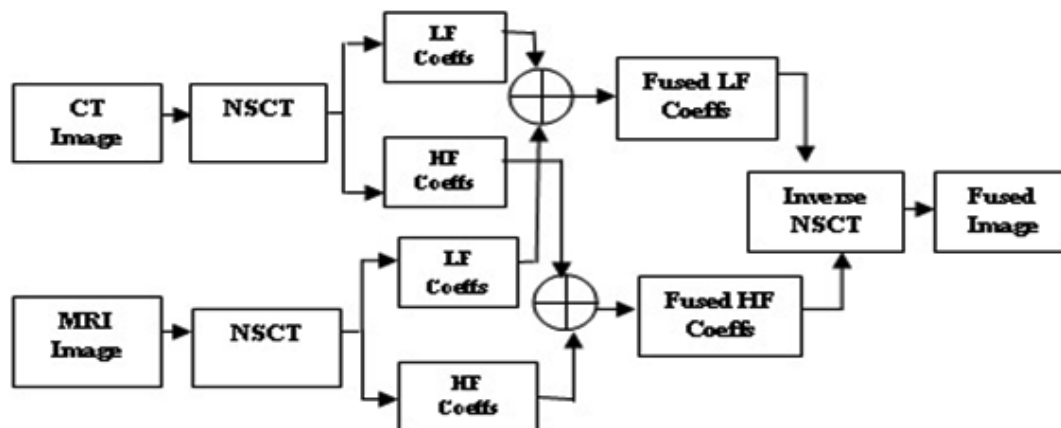 CT
Image
NSCT
LF
Coeffs
HF
Coeffs
Fused LF
Coeffs
Inverse
NSCT
Fused
Image
MRI
Image
NSCT
LF
Coeffs
HF
Coeffs
Fused HF
Coeffs